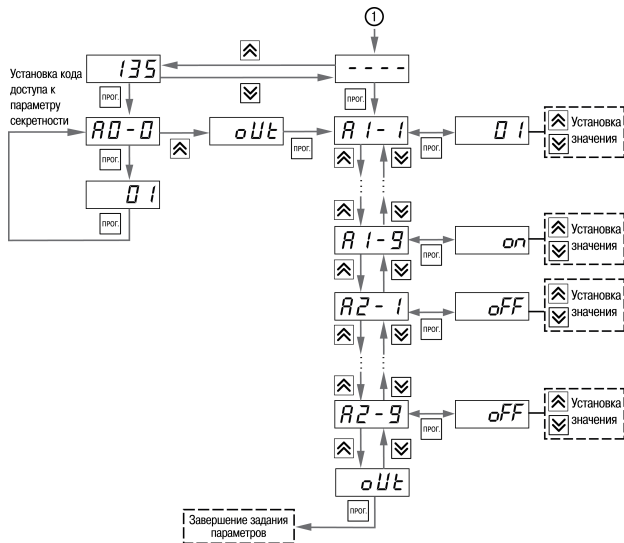 1
135
- - - -
Установка кода
доступа к
параметру
секретности
ПРОГ.
ПРОГ.
A0-0
oUt
A1-1
01
Установка
значения
ПРОГ.
ПРОГ.
ПРОГ.
01
ПРОГ.
A1-9
on
Установка
значения
ПРОГ.
A2-1
oFF
Установка
значения
ПРОГ.
A2-9
oFF
Установка
значения
ПРОГ.
oUt
ПРОГ.
Завершение задания
параметров